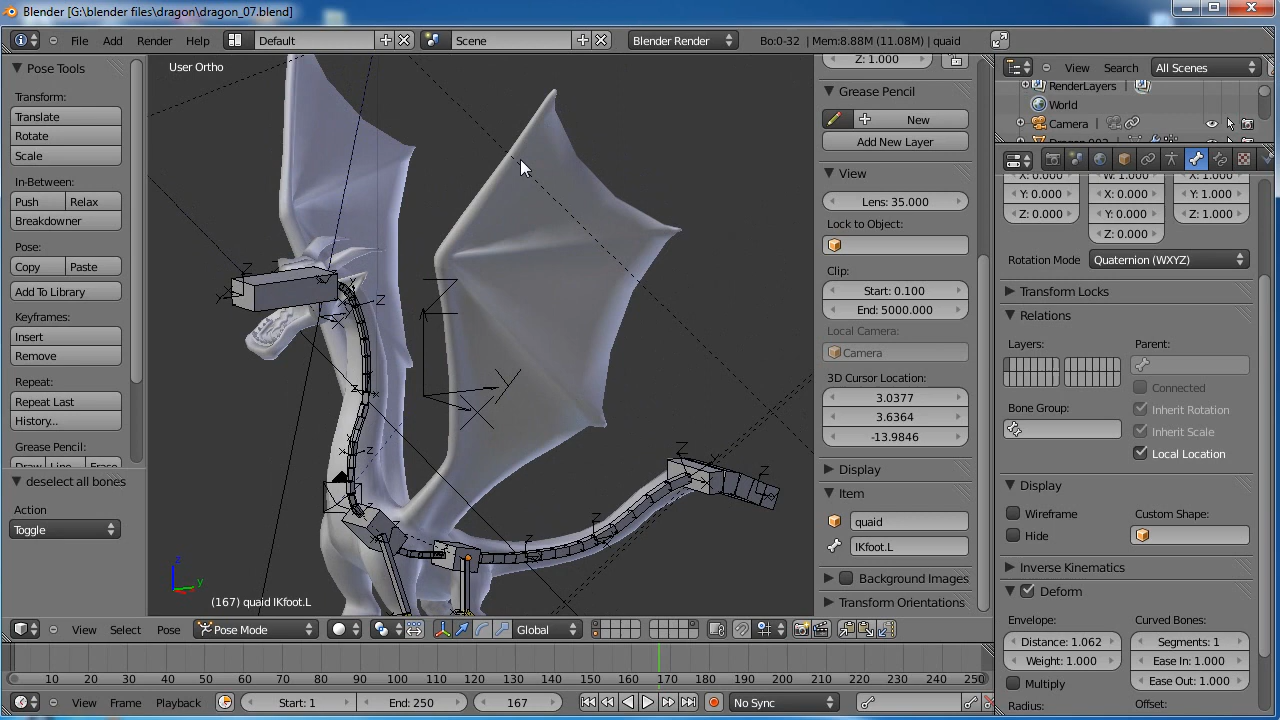 Blender [G:\blender files\dragon\dragon_07.blend]
File Add Render Help Default Scene Blender Render Bo:0-32 | Mem:8.88M (11.08M) | quaid
Pose Tools
Transform:
Translate
Rotate
Scale
In-Between:
Push Relax
Breakdowner
Pose:
Copy Paste
Add To Library
Keyframes:
Insert
Remove
Repeat:
Repeat Last
History...
Grease Pencil:
Draw Line Erase
deselect all bones
Action
Toggle
User Ortho
(167) quaid IKfoot.L
Z: 1.000
Grease Pencil
New
Add New Layer
View
Lens: 35.000
Lock to Object:
Clip:
Start: 0.100
End: 5000.000
Local Camera:
Camera
3D Cursor Location:
3.0377
3.6364
-13.9846
Display
Item
quaid
IKfoot.L
Background Images
Transform Orientations
View Search All Scenes
RenderLayers
World
Camera
X: 0.000 W: 1.000 X: 1.000
Y: 0.000 X: 0.000 Y: 1.000
Z: 0.000 Y: 0.000 Z: 1.000
Z: 0.000
Rotation Mode Quaternion (WXYZ)
Transform Locks
Relations
Layers: Parent:
Connected
Bone Group: Inherit Rotation
Inherit Scale
Local Location
Display
Wireframe Custom Shape:
Hide
Inverse Kinematics
Deform
Envelope: Curved Bones:
Distance: 1.062 Segments: 1
Weight: 1.000 Ease In: 1.000
Multiply Ease Out: 1.000
Radius: Offset:
View Select Pose Pose Mode Global
10 20 30 40 50 60 70 80 90 100 110 120 130 140 150 160 170 180 190 200 210 220 230 240 250
View Frame Playback Start: 1 End: 250 167 No Sync